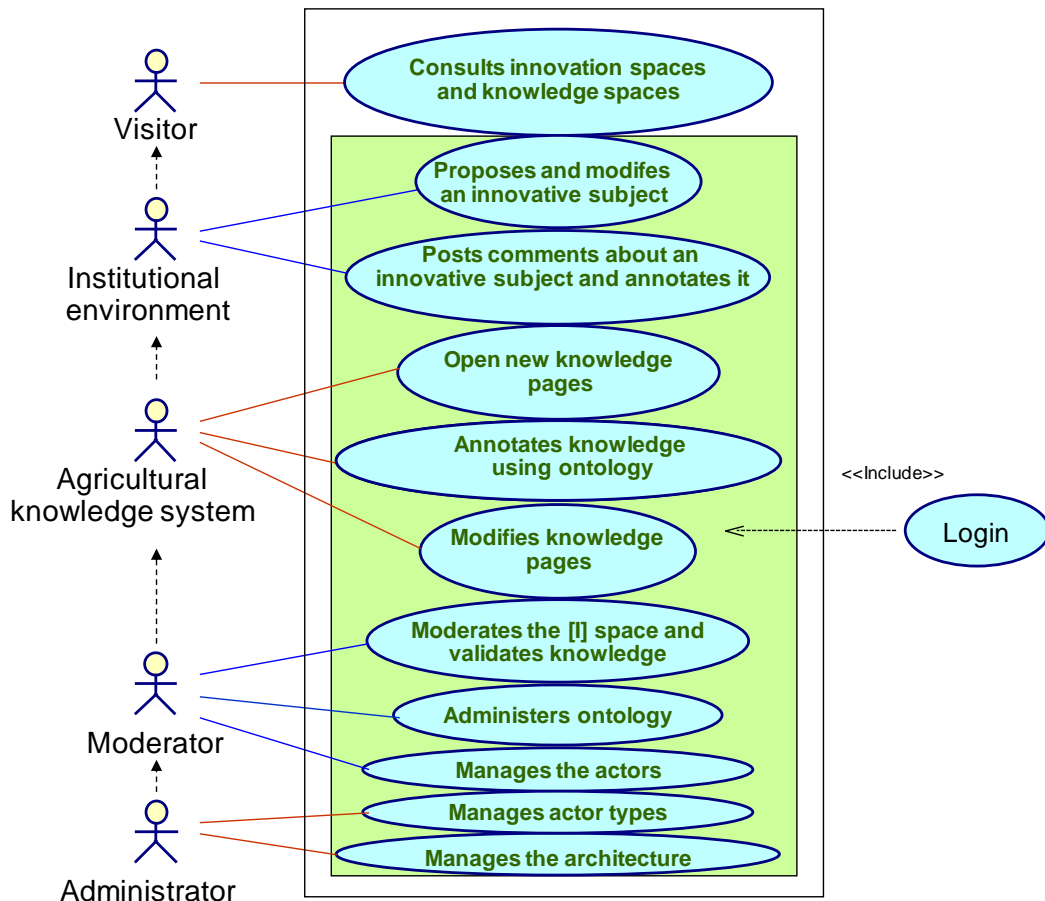 Consults innovation spaces
and knowledge spaces
Visitor
Proposes and modifes
an innovative subject
Institutional
environment
Posts comments about an
innovative subject and annotates it
Open new knowledge
pages
Agricultural
knowledge system
Annotates knowledge
using ontology
<<Include>>
Login
Modifies knowledge
pages
Moderates the [I] space and
validates knowledge
Moderator
Administers ontology
Manages the actors
Manages actor types
Administrator
Manages the architecture